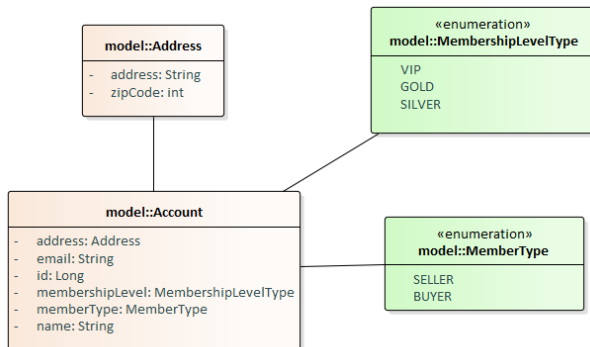 model::Address
- address: String
- zipCode: int
«enumeration»
model::MembershipLevelType
VIP
GOLD
SILVER
model::Account
- address: Address
- email: String
- id: Long
- membershipLevel: MembershipLevelType
- memberType: MemberType
- name: String
«enumeration»
model::MemberType
SELLER
BUYER